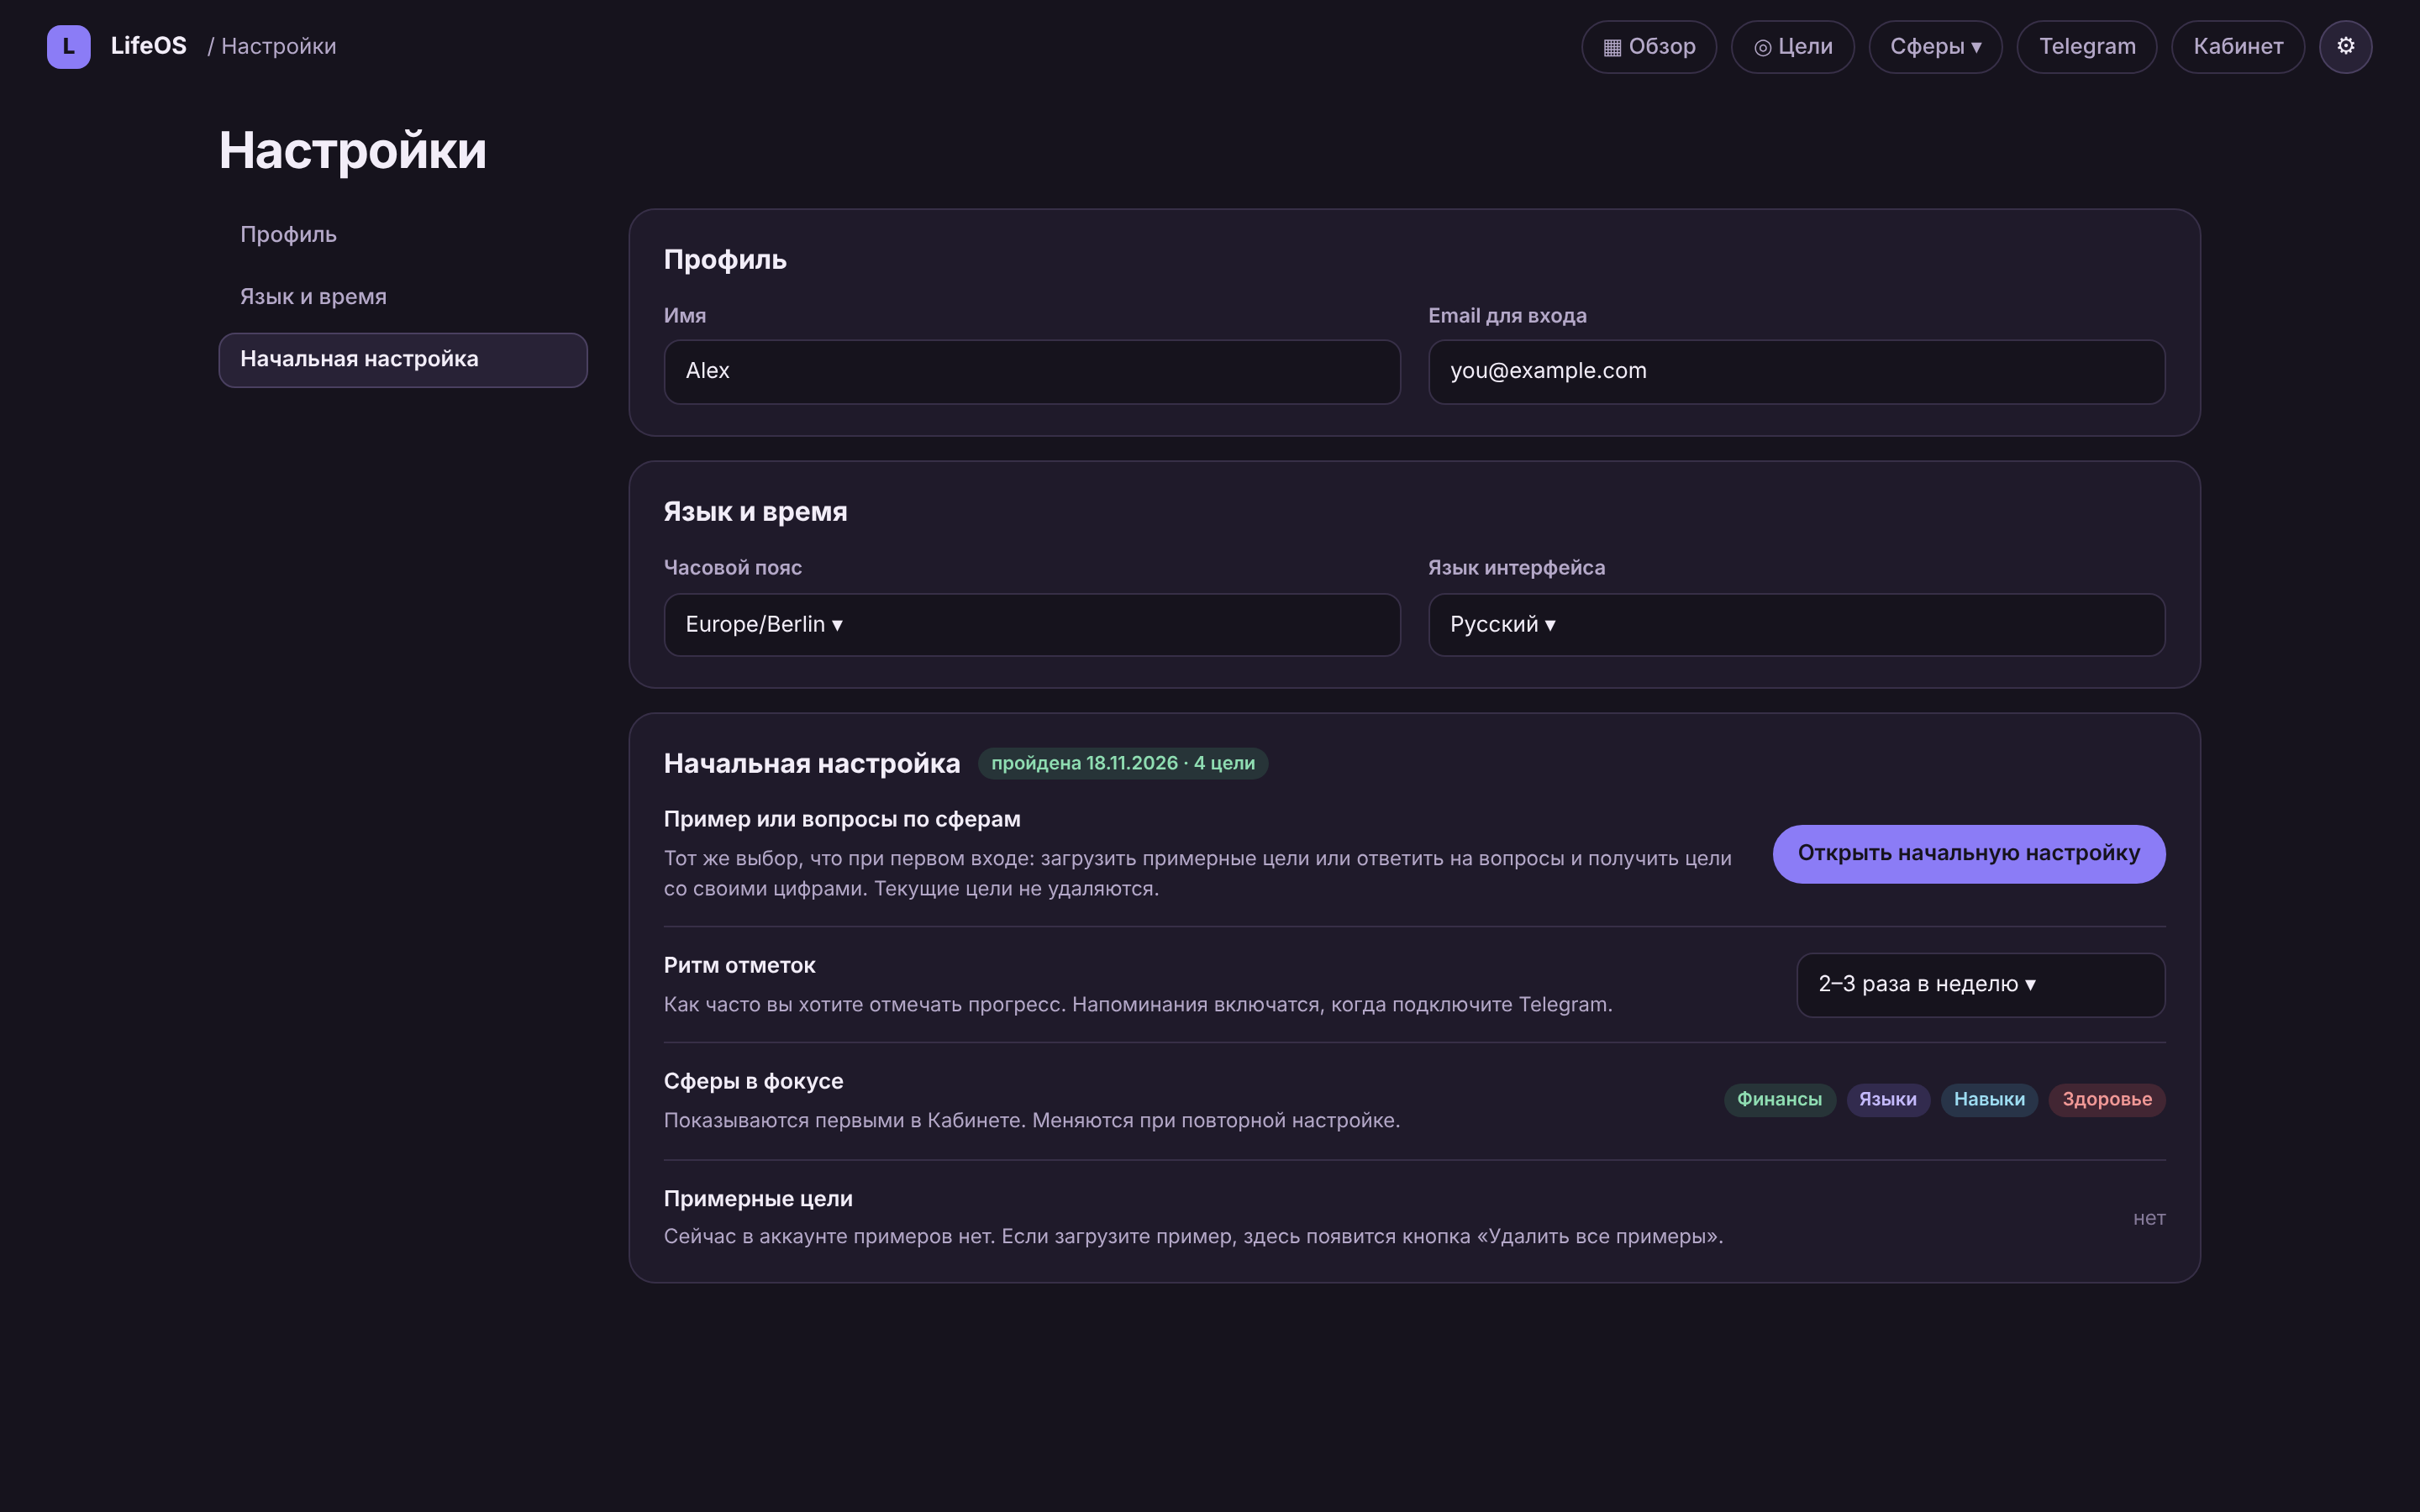 L LifeOS / Настройки ▦ Обзор ◎ Цели Сферы ▾ Telegram Кабинет ⚙
Настройки
Профиль
Язык и время
Начальная настройка
Профиль
Имя Email для входа
Alex you@example.com
Язык и время
Часовой пояс Язык интерфейса
Europe/Berlin ▾ Русский ▾
Начальная настройка пройдена 18.11.2026 · 4 цели
Пример или вопросы по сферам
Тот же выбор, что при первом входе: загрузить примерные цели или ответить на вопросы и получить цели
со своими цифрами. Текущие цели не удаляются.
Открыть начальную настройку
Ритм отметок
Как часто вы хотите отмечать прогресс. Напоминания включатся, когда подключите Telegram.
2–3 раза в неделю ▾
Сферы в фокусе
Показываются первыми в Кабинете. Меняются при повторной настройке.
Финансы Языки Навыки Здоровье
Примерные цели
Сейчас в аккаунте примеров нет. Если загрузите пример, здесь появится кнопка «Удалить все примеры».
нет